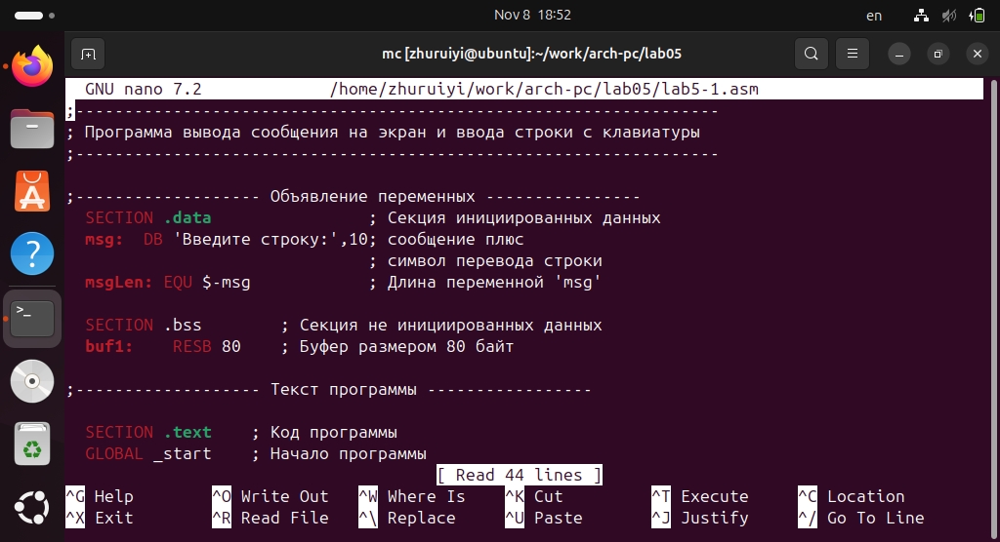 Nov 8 18:52
en
mc [zhuruiyi@ubuntu]:~/work/arch-pc/lab05
GNU nano 7.2 /home/zhuruiyi/work/arch-pc/lab05/lab5-1.asm
;------------------------------------------------------------------
; Программа вывода сообщения на экран и ввода строки с клавиатуры
;------------------------------------------------------------------
;------------------- Объявление переменных ----------------
SECTION .data ; Секция инициированных данных
msg: DB 'Введите строку:',10; сообщение плюс
; символ перевода строки
msgLen: EQU $-msg ; Длина переменной 'msg'
SECTION .bss ; Секция не инициированных данных
buf1: RESB 80 ; Буфер размером 80 байт
;------------------- Текст программы -----------------
SECTION .text ; Код программы
GLOBAL _start ; Начало программы
[ Read 44 lines ]
^G Help ^O Write Out ^W Where Is ^K Cut ^T Execute ^C Location
^X Exit ^R Read File ^\ Replace ^U Paste ^J Justify ^/ Go To Line